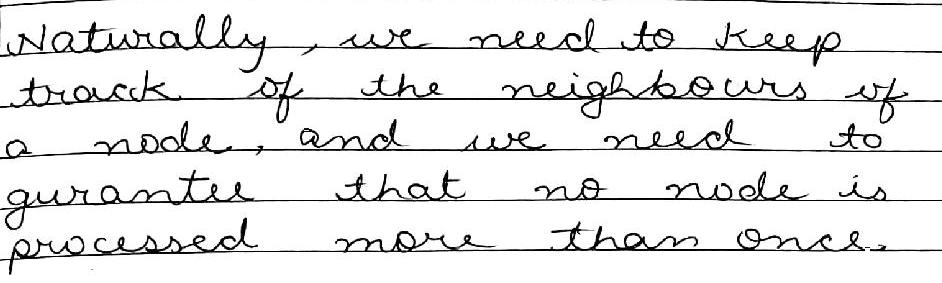 Naturally, we need to keep
track of the neighbours of
a node, and we need to
gurantee that no node is
processed more than once.